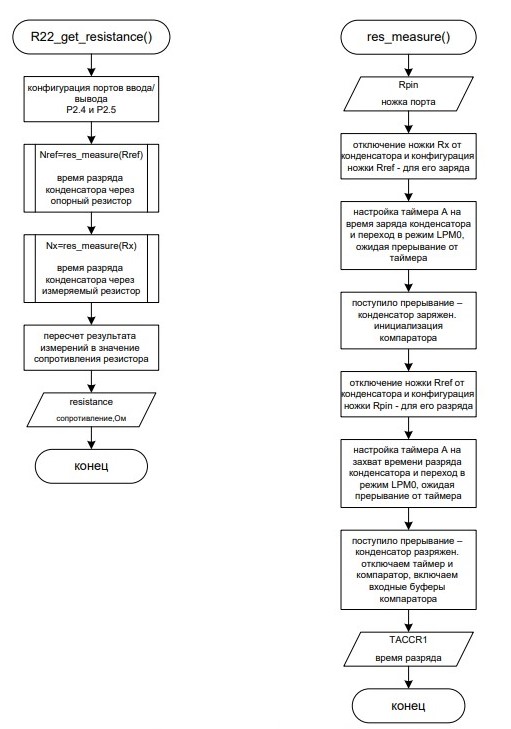 R22_get_resistance()
конфигурация портов ввода/
вывода
P2.4 и P2.5
Nref=res_measure(Rref)
время разряда
конденсатора через
опорный резистор
Nx=res_measure(Rx)
время разряда
конденсатора через
измеряемый резистор
пересчет результата
измерений в значение
сопротивления резистора
resistance
сопротивление,Ом
конец
res_measure()
Rpin
ножка порта
отключение ножки Rx от
конденсатора и конфигурация
ножки Rref - для его заряда
настройка таймера А на
время заряда конденсатора
и переход в режим LPM0,
ожидая прерывание от
таймера
поступило прерывание –
конденсатор заряжен.
инициализация
компаратора
отключение ножки Rref от
конденсатора и конфигурация
ножки Rpin - для его разряда
настройка таймера А на
захват времени разряда
конденсатора и переход в
режим LPM0, ожидая
прерывание от таймера
поступило прерывание –
конденсатор разряжен.
отключаем таймер и
компаратор, включаем
входные буферы
компаратора
TACCR1
время разряда
конец